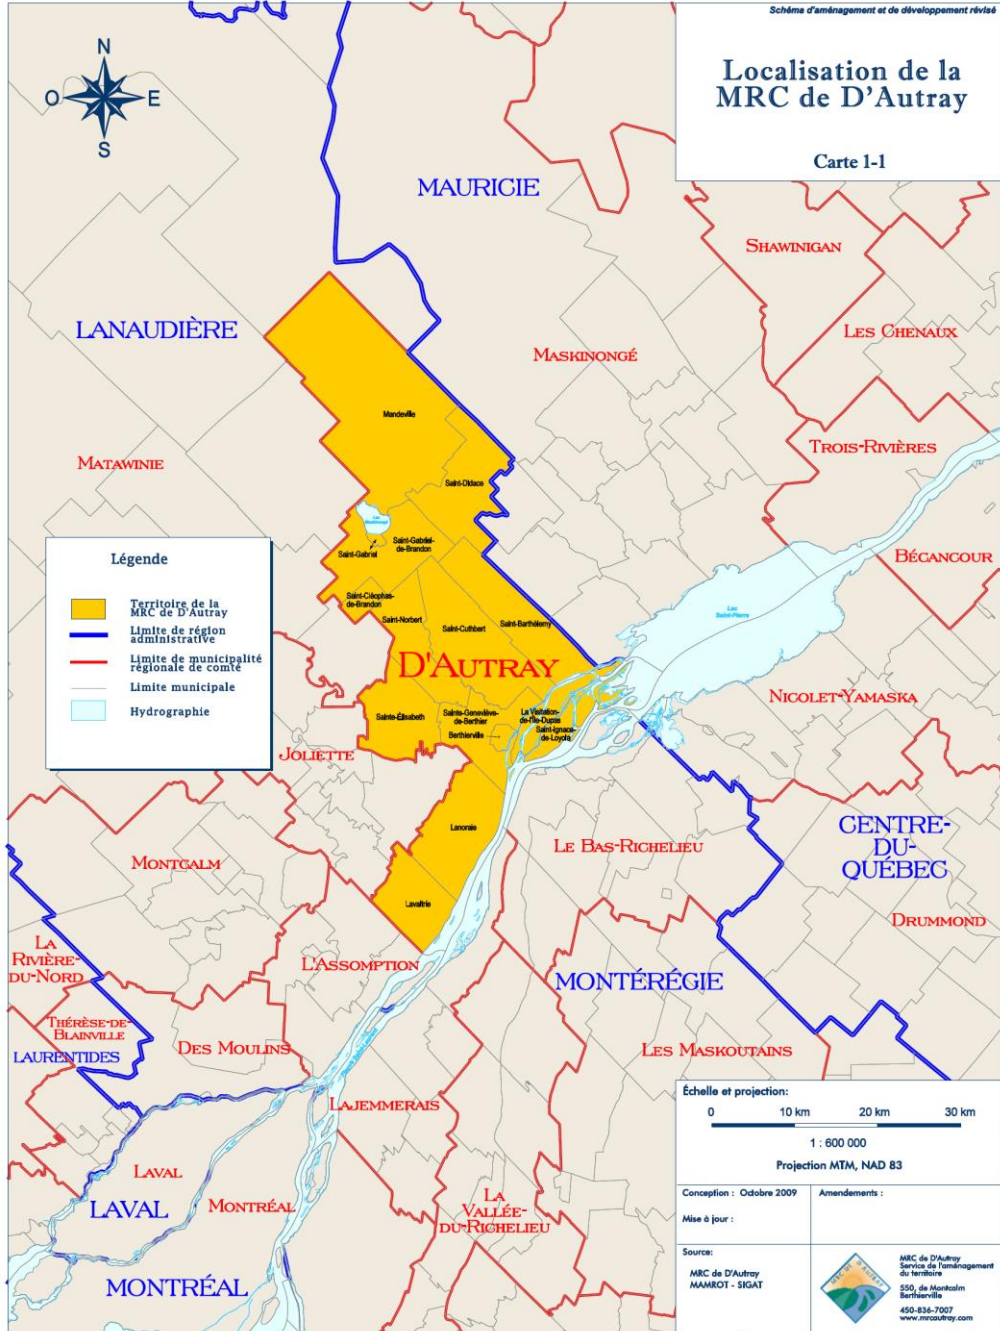 Schéma d'aménagement et de développement révisé
Localisation de la
MRC de D'Autray
Carte 1-1
N
O
E
S
MAURICIE
SHAWINIGAN
LANAUDIÈRE
LES CHENAUX
MASKINONGÉ
Mandeville
TROIS-RIVIÈRES
MATAWINIE
Saint-Didace
Lac
Maskinongé
Saint-Gabriel-
de-Brandon
Saint-Gabriel
BÉCANCOUR
Légende
Territoire de la
MRC de D'Autray
Limite de région
administrative
Limite de municipalité
régionale de comté
Limite municipale
Hydrographie
Saint-Cléophas-
de-Brandon
Saint-Norbert
Saint-Cuthbert
Saint-Barthélemy
Lac
Saint-Pierre
D'AUTRAY
NICOLET-YAMASKA
Sainte-Élisabeth
Sainte-Geneviève-
de-Berthier
Berthierville
La Visitation-
de-l'Île-Dupas
Saint-Ignace-
de-Loyola
JOLIETTE
Lanoraie
LE BAS-RICHELIEU
CENTRE-
DU-
QUÉBEC
MONTCALM
Lavaltrie
DRUMMOND
LA
RIVIÈRE-
DU-NORD
L'ASSOMPTION
MONTÉRÉGIE
THÉRÈSE-DE-
BLAINVILLE
LAURENTIDES
DES MOULINS
Fleuve Saint-Laurent
LES MASKOUTAINS
LAJEMMERAIS
LAVAL
LAVAL
MONTRÉAL
LA
VALLÉE-
DU-RICHELIEU
MONTRÉAL
Échelle et projection:
0 10 km 20 km 30 km
1 : 600 000
Projection MTM, NAD 83
Conception : Octobre 2009
Amendements :
Mise à jour :
Source:
MRC de D'Autray
MAMROT - SIGAT
MRC DE D'AUTRAY
MRC de D'Autray
Service de l'aménagement
du territoire
550, de Montcalm
Berthierville
450-836-7007
www.mrcautray.com